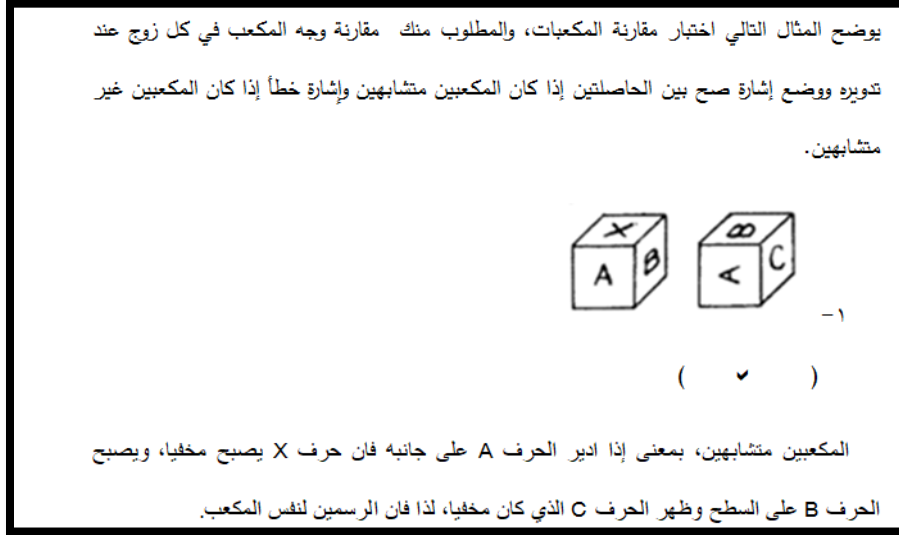 يوضح المثال التالي اختبار مقارنة المكعبات، والمطلوب منك مقارنة وجه المكعب في كل زوج عند
تدويره ووضع إشارة صح بين الحاصلتين إذا كان المكعبين متشابهين وإشارة خطأ إذا كان المكعبين غير
متشابهين.
X B
A B A C
١-
( ✔ )
المكعبين متشابهين، بمعنى إذا ادير الحرف A على جانبه فان حرف X يصبح مخفيا، ويصبح
الحرف B على السطح وظهر الحرف C الذي كان مخفيا، لذا فان الرسمين لنفس المكعب.